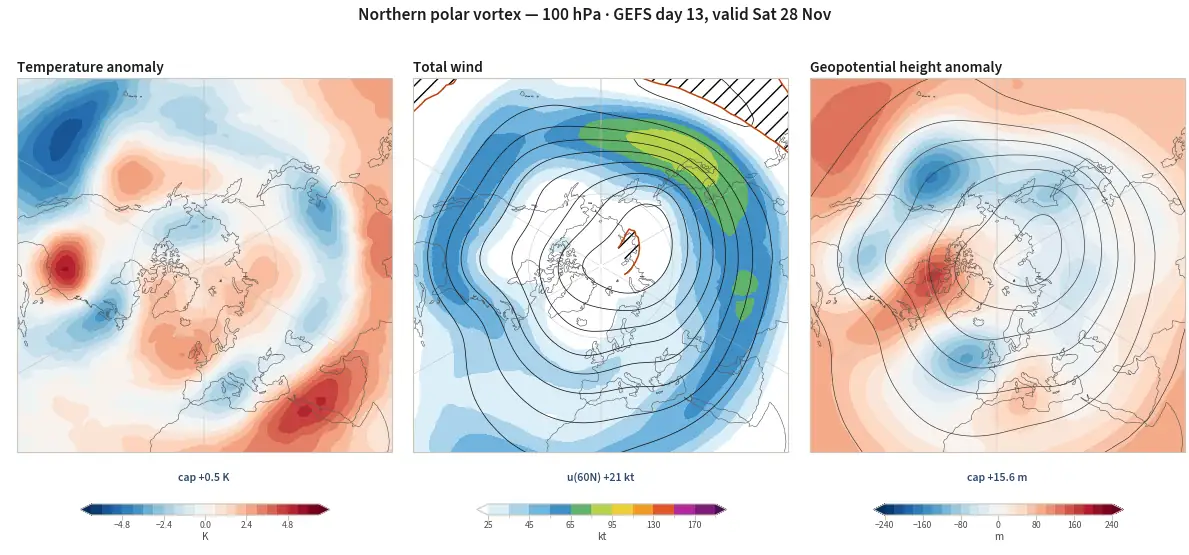 Northern polar vortex — 100 hPa · GEFS day 13, valid Sat 28 Nov
Temperature anomaly
Total wind
Geopotential height anomaly
cap +0.5 K
u(60N) +21 kt
cap +15.6 m
−4.8 −2.4 0.0 2.4 4.8
K
25 45 65 95 130 170
kt
−240 −160 −80 0 80 160 240
m